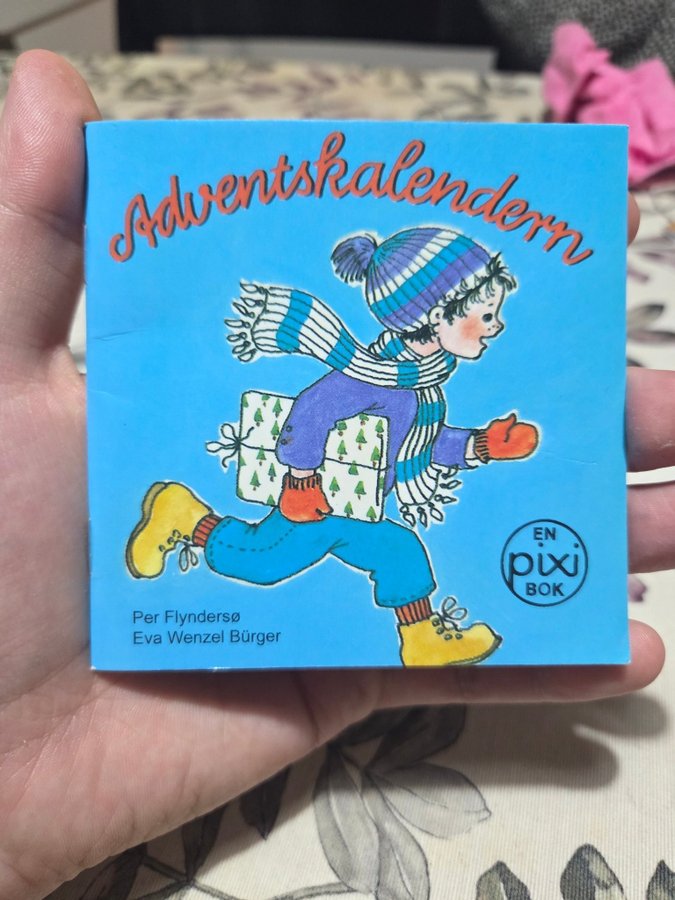 Adventskalendern
EN
pixi
BOK
Per Flyndersø
Eva Wenzel Bürger